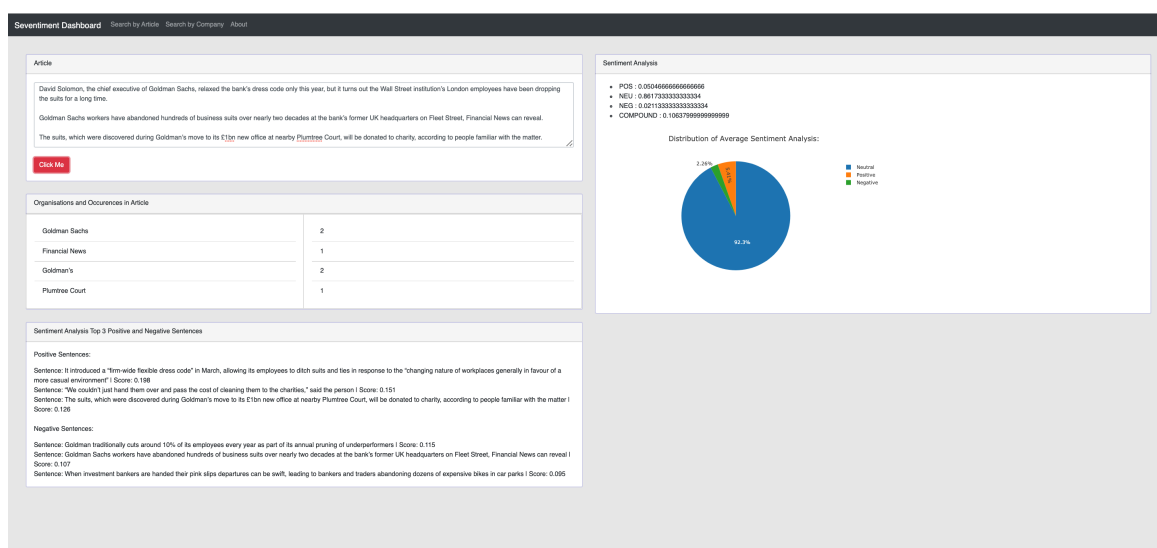 Seventiment Dashboard Search by Article Search by Company About
Article
David Solomon, the chief executive of Goldman Sachs, relaxed the bank's dress code only this year, but it turns out the Wall Street institution's London employees have been dropping
the suits for a long time.
Goldman Sachs workers have abandoned hundreds of business suits over nearly two decades at the bank's former UK headquarters on Fleet Street, Financial News can reveal.
The suits, which were discovered during Goldman's move to its £1bn new office at nearby Plumtree Court, will be donated to charity, according to people familiar with the matter.
Click Me
Organisations and Occurences in Article
Goldman Sachs 2
Financial News 1
Goldman's 2
Plumtree Court 1
Sentiment Analysis Top 3 Positive and Negative Sentences
Positive Sentences:
Sentence: It introduced a "firm-wide flexible dress code" in March, allowing its employees to ditch suits and ties in response to the "changing nature of workplaces generally in favour of a
more casual environment" | Score: 0.198
Sentence: "We couldn't just hand them over and pass the cost of cleaning them to the charities," said the person | Score: 0.151
Sentence: The suits, which were discovered during Goldman's move to its £1bn new office at nearby Plumtree Court, will be donated to charity, according to people familiar with the matter |
Score: 0.126
Negative Sentences:
Sentence: Goldman traditionally cuts around 10% of its employees every year as part of its annual pruning of underperformers | Score: 0.115
Sentence: Goldman Sachs workers have abandoned hundreds of business suits over nearly two decades at the bank's former UK headquarters on Fleet Street, Financial News can reveal |
Score: 0.107
Sentence: When investment bankers are handed their pink slips departures can be swift, leading to bankers and traders abandoning dozens of expensive bikes in car parks | Score: 0.095
Sentiment Analysis
POS : 0.05046666666666666
NEU : 0.8617333333333334
NEG : 0.021133333333333334
COMPOUND : 0.10637999999999999
Distribution of Average Sentiment Analysis:
2.26%
5.41%
92.3%
Neutral
Positive
Negative